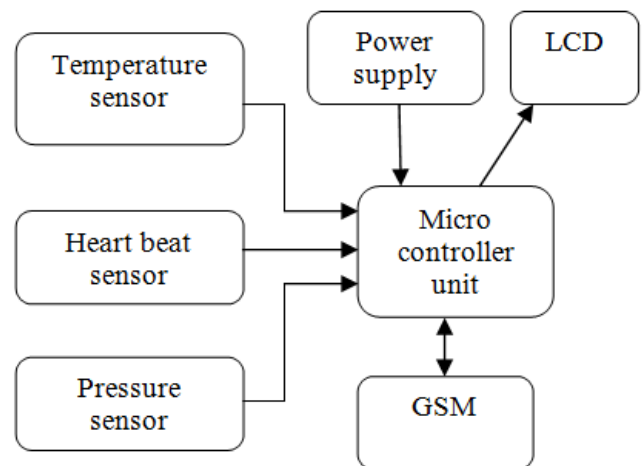 Temperature
sensor
Power
supply
LCD
Heart beat
sensor
Micro
controller
unit
Pressure
sensor
GSM